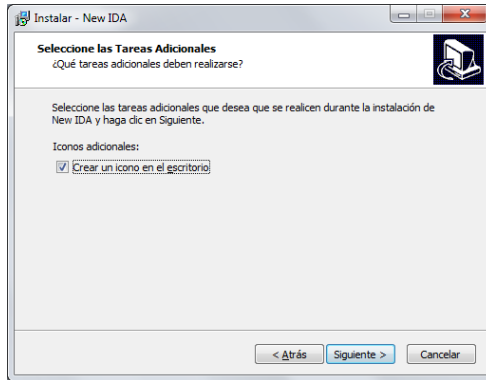 Instalar - New IDA
Seleccione las Tareas Adicionales
¿Qué tareas adicionales deben realizarse?
Seleccione las tareas adicionales que desea que se realicen durante la instalación de
New IDA y haga clic en Siguiente.
Iconos adicionales:
Crear un icono en el escritorio
< Atrás
Siguiente >
Cancelar